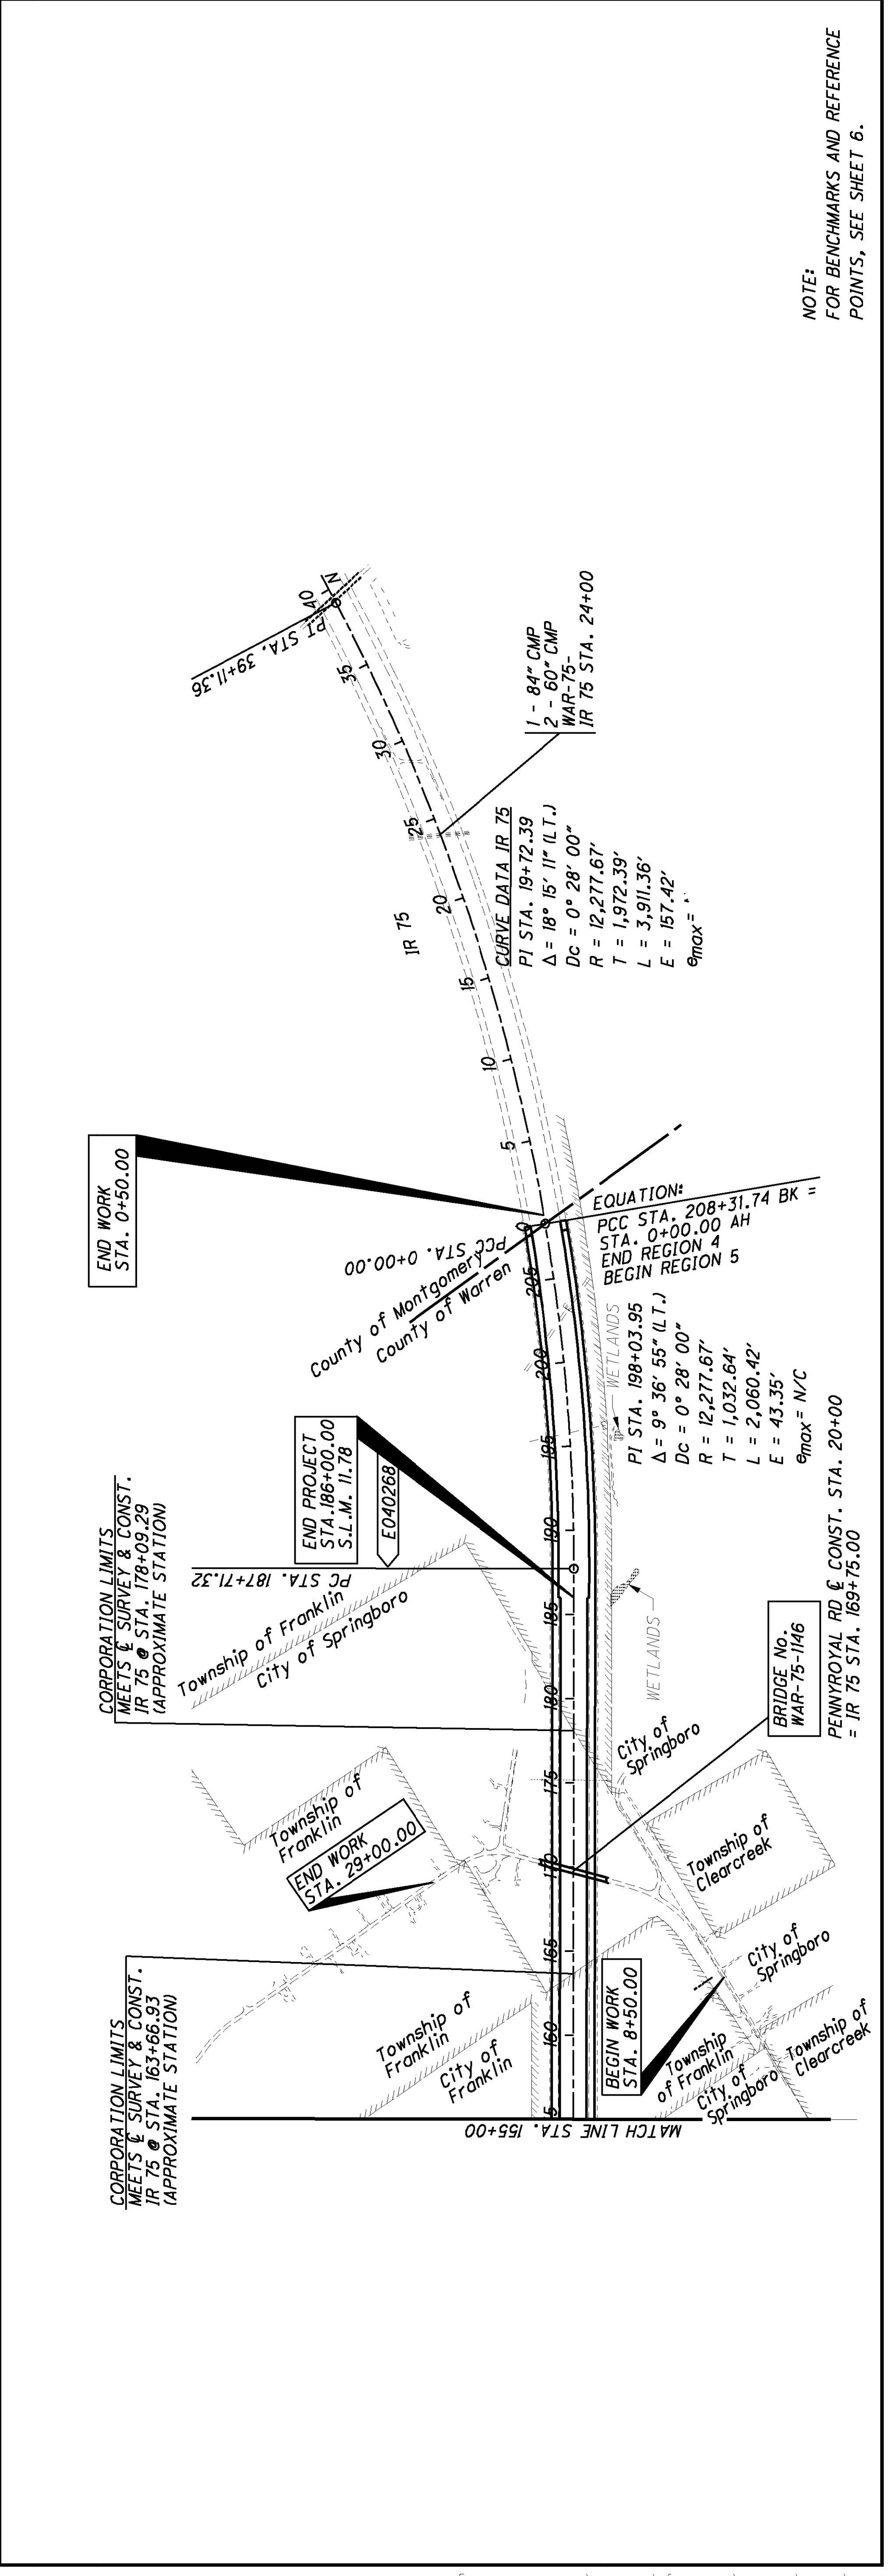 CORPORATION LIMITS
MEETS ℄ SURVEY & CONST.
IR 75 @ STA. 163+66.93
(APPROXIMATE STATION)
CORPORATION LIMITS
MEETS ℄ SURVEY & CONST.
IR 75 @ STA. 178+09.29
(APPROXIMATE STATION)
END WORK
STA. 0+50.00
END PROJECT
STA.186+00.00
S.L.M. 11.78
E040268
PC STA. 187+71.32
Township of Franklin
City of Springboro
Township of
Franklin
END WORK
STA. 29+00.00
County of Montgomery
County of Warren
PCC STA. 0+00.00
PI STA. 39+11.36
Township of
Franklin
City of
Franklin
MATCH LINE STA. 155+00
5
160
165
170
175
180
185
190
195
200
205
0
5
10
15
20
25
30
35
40
N
IR 75
1 - 84" CMP
2 - 60" CMP
WAR-75-
IR 75 STA. 24+00
CURVE DATA IR 75
PI STA. 19+72.39
Δ = 18° 15' 11" (LT.)
Dc = 0° 28' 00"
R = 12,277.67'
T = 1,972.39'
L = 3,911.36'
E = 157.42'
emax =
EQUATION:
PCC STA. 208+31.74 BK =
STA. 0+00.00 AH
END REGION 4
BEGIN REGION 5
WETLANDS
PI STA. 198+03.95
Δ = 9° 36' 55" (LT.)
Dc = 0° 28' 00"
R = 12,277.67'
T = 1,032.64'
L = 2,060.42'
E = 43.35'
emax = N/C
WETLANDS
BRIDGE No.
WAR-75-1146
PENNYROYAL RD ℄ CONST. STA. 20+00
= IR 75 STA. 169+75.00
City of
Springboro
Township of
Clearcreek
City of
Springboro
BEGIN WORK
STA. 8+50.00
Township
of Franklin
City of
Springboro
Township of
Clearcreek
NOTE:
FOR BENCHMARKS AND REFERENCE
POINTS, SEE SHEET 6.